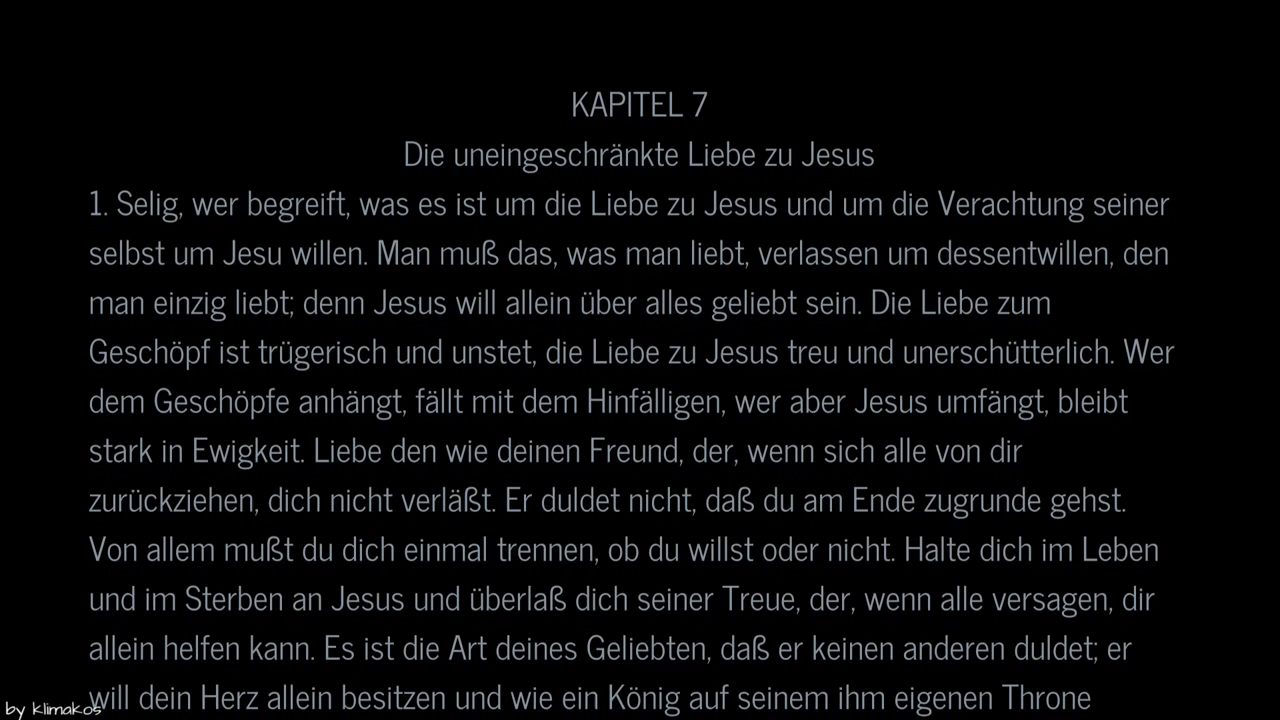 KAPITEL 7
Die uneingeschränkte Liebe zu Jesus
1. Selig, wer begreift, was es ist um die Liebe zu Jesus und um die Verachtung seiner
selbst um Jesu willen. Man muß das, was man liebt, verlassen um dessentwillen, den
man einzig liebt; denn Jesus will allein über alles geliebt sein. Die Liebe zum
Geschöpf ist trügerisch und unstet, die Liebe zu Jesus treu und unerschütterlich. Wer
dem Geschöpfe anhängt, fällt mit dem Hinfälligen, wer aber Jesus umfängt, bleibt
stark in Ewigkeit. Liebe den wie deinen Freund, der, wenn sich alle von dir
zurückziehen, dich nicht verläßt. Er duldet nicht, daß du am Ende zugrunde gehst.
Von allem mußt du dich einmal trennen, ob du willst oder nicht. Halte dich im Leben
und im Sterben an Jesus und überlaß dich seiner Treue, der, wenn alle versagen, dir
allein helfen kann. Es ist die Art deines Geliebten, daß er keinen anderen duldet; er
will dein Herz allein besitzen und wie ein König auf seinem ihm eigenen Throne
by klimakos